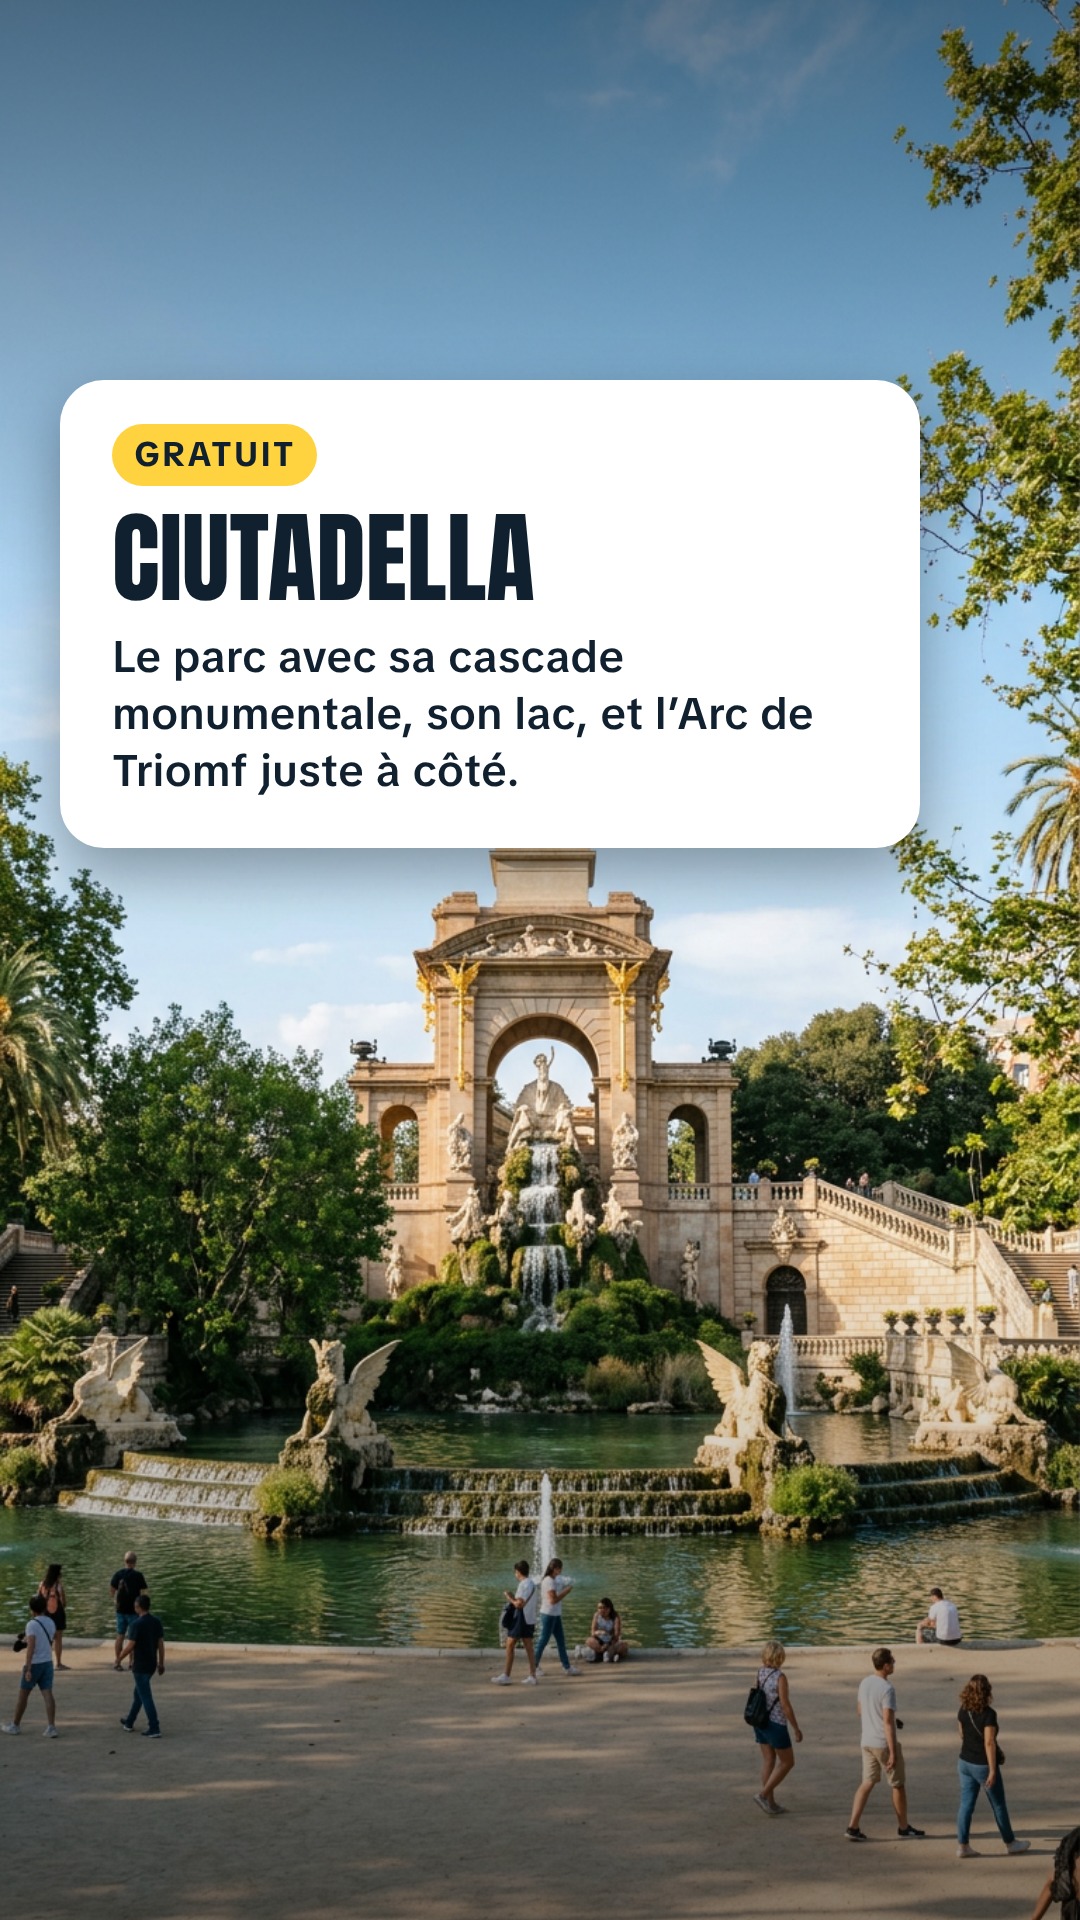 GRATUIT
CIUTADELLA
Le parc avec sa cascade
monumentale, son lac, et l’Arc de
Triomf juste à côté.